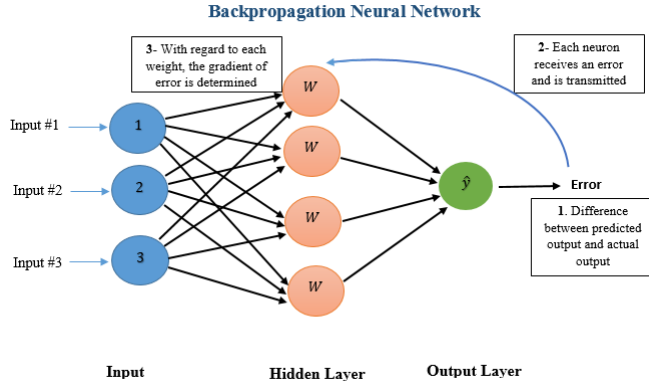 Backpropagation Neural Network
3- With regard to each
weight, the gradient of
error is determined
2- Each neuron
receives an error
and is transmitted
Input #1
Input #2
Input #3
1
2
3
W
W
W
W
ŷ
Error
1. Difference
between predicted
output and actual
output
Input
Hidden Layer
Output Layer